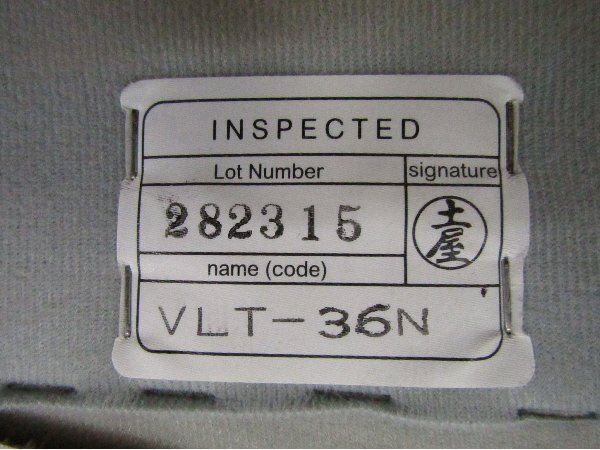 INSPECTED
Lot Number
signature
282315
土屋
name (code)
VLT-36N